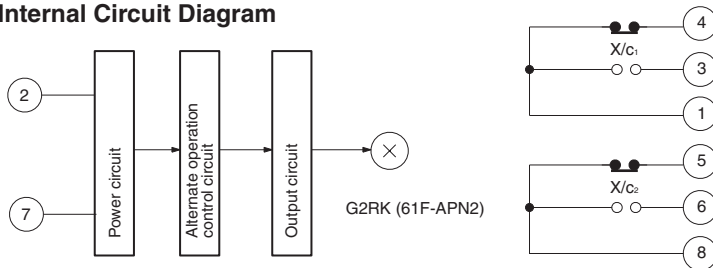 Internal Circuit Diagram
2
7
Power circuit
Alternate operation
control circuit
Output circuit
G2RK (61F-APN2)
4
X/c₁
3
1
5
X/c₂
6
8